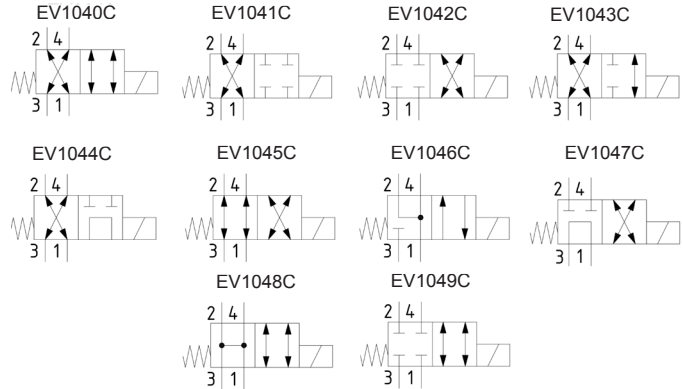 EV1040C EV1041C EV1042C EV1043C
2 4 2 4 2 4 2 4
3 1 3 1 3 1 3 1
EV1044C EV1045C EV1046C EV1047C
2 4 2 4 2 4 2 4
3 1 3 1 3 1 3 1
EV1048C EV1049C
2 4 2 4
3 1 3 1